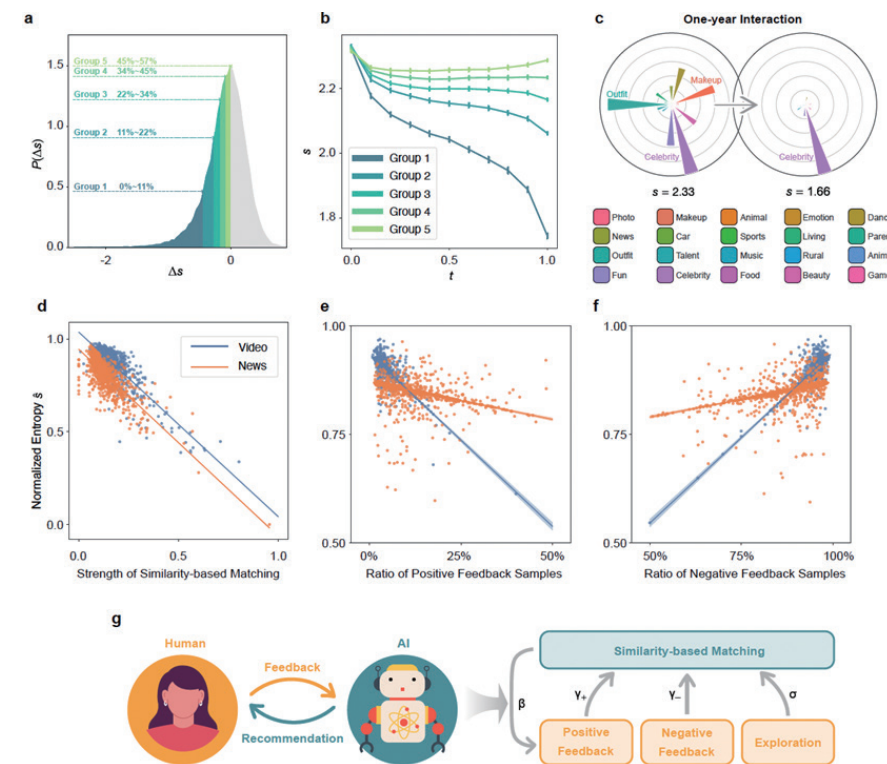 a
Group 5 45%~57%
Group 4 34%~45%
Group 3 22%~34%
Group 2 11%~22%
Group 1 0%~11%
1.5
1.0
0.5
0.0
P(Δs)
-2
0
Δs
b
2.2
2.0
1.8
s
Group 1
Group 2
Group 3
Group 4
Group 5
0.0
0.5
1.0
t
c
One-year Interaction
Outfit
Makeup
Celebrity
Celebrity
s = 2.33
s = 1.66
Photo Makeup Animal Emotion Danc
News Car Sports Living Pare
Outfit Talent Music Rural Anim
Fun Celebrity Food Beauty Gam
d
Video
News
1.0
0.5
0.0
Normalized Entropy ŝ
0.0
0.5
1.0
Strength of Similarity-based Matching
e
1.00
0.75
0.50
0%
25%
50%
Ratio of Positive Feedback Samples
f
1.00
0.75
0.50
50%
75%
100%
Ratio of Negative Feedback Samples
g
Human
AI
Feedback
Recommendation
Similarity-based Matching
β
γ+
γ−
σ
Positive
Feedback
Negative
Feedback
Exploration